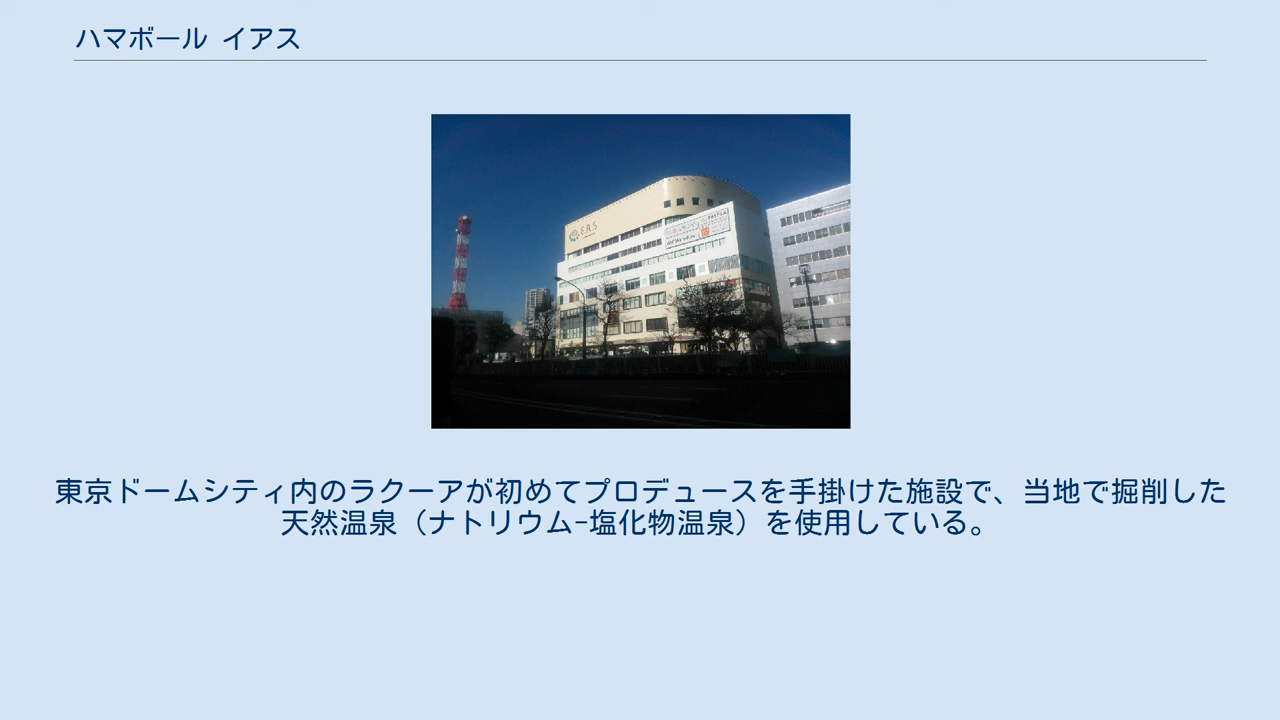 ハマボール イアス
東京ドームシティ内のラクーアが初めてプロデュースを手掛けた施設で、当地で掘削した
天然温泉（ナトリウム-塩化物温泉）を使用している。